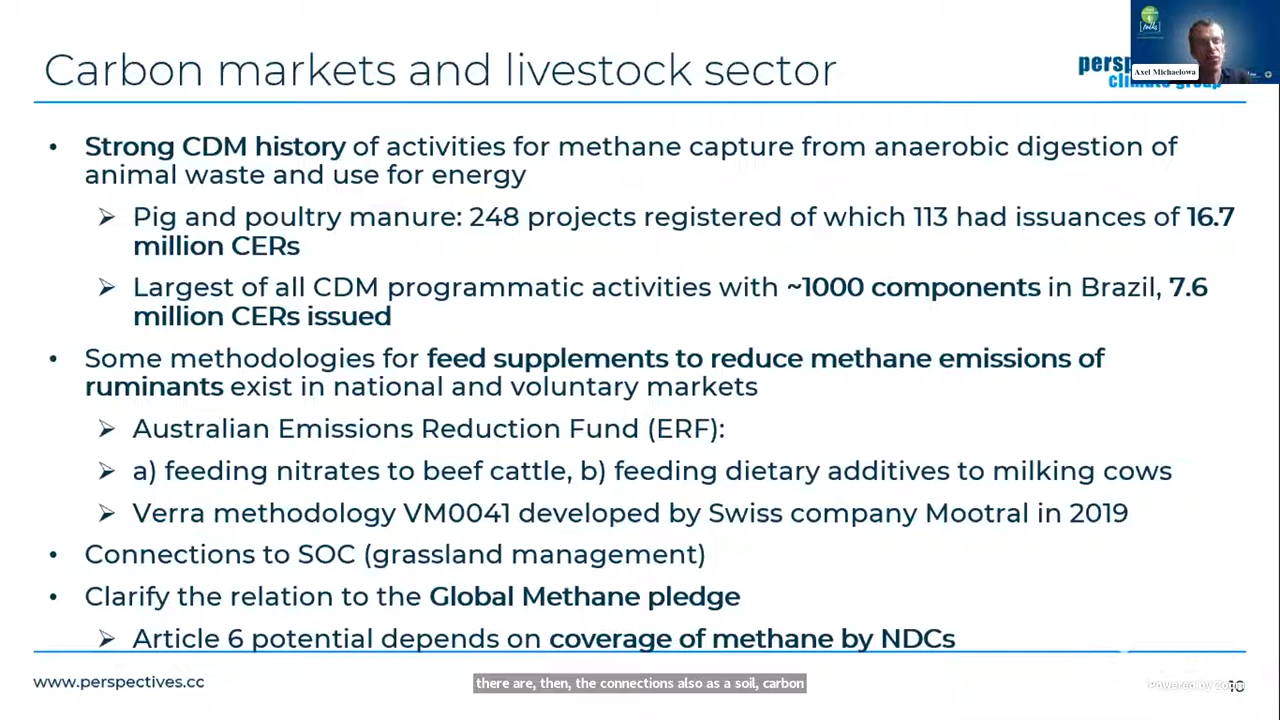 Carbon markets and livestock sector
Axel Michaelowa
• Strong CDM history of activities for methane capture from anaerobic digestion of
animal waste and use for energy
➢ Pig and poultry manure: 248 projects registered of which 113 had issuances of 16.7
million CERs
➢ Largest of all CDM programmatic activities with ~1000 components in Brazil, 7.6
million CERs issued
• Some methodologies for feed supplements to reduce methane emissions of
ruminants exist in national and voluntary markets
➢ Australian Emissions Reduction Fund (ERF):
➢ a) feeding nitrates to beef cattle, b) feeding dietary additives to milking cows
➢ Verra methodology VM0041 developed by Swiss company Mootral in 2019
• Connections to SOC (grassland management)
• Clarify the relation to the Global Methane pledge
➢ Article 6 potential depends on coverage of methane by NDCs
www.perspectives.cc
there are, then, the connections also as a soil, carbon
Powered by Zoom